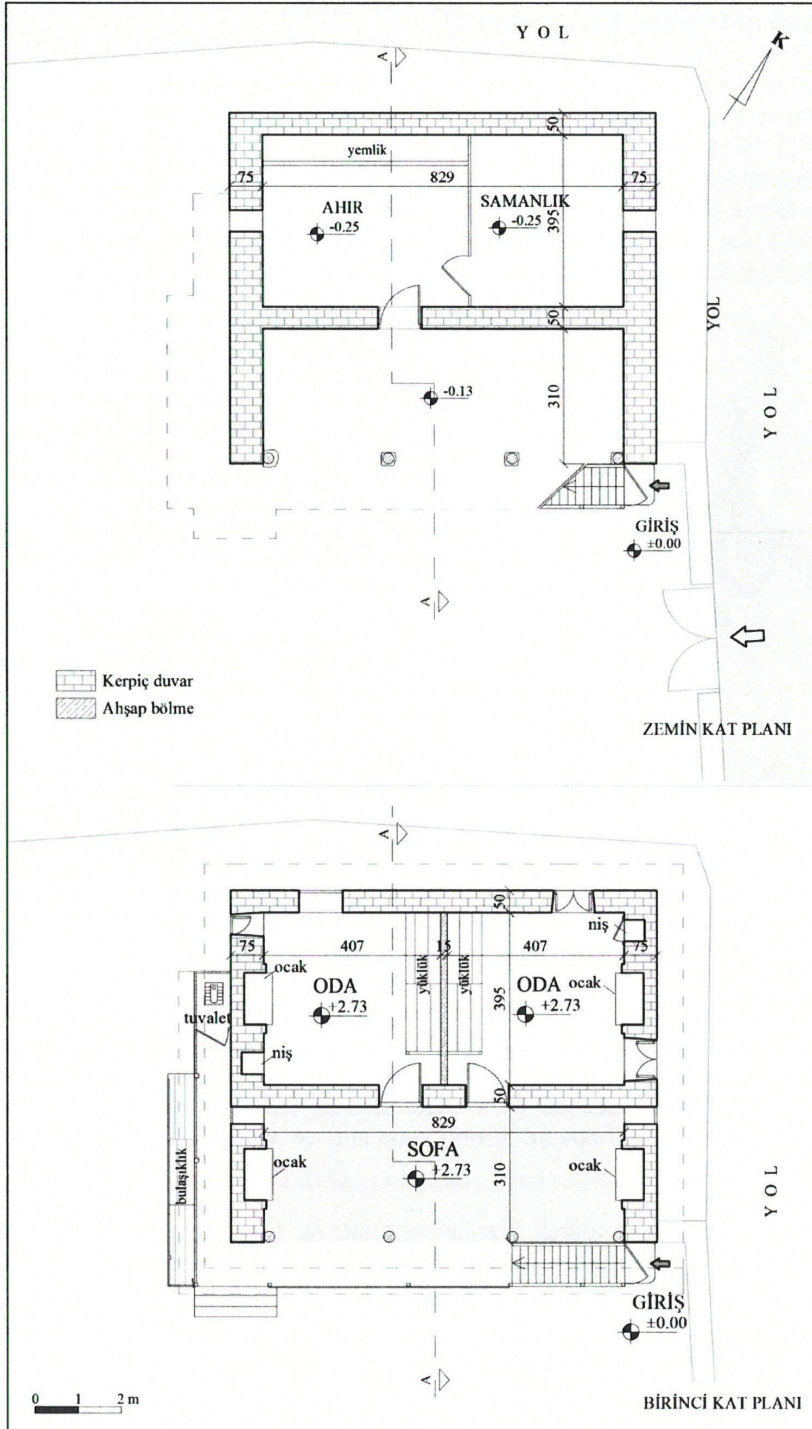 Y O L
A
K
50
yemlik
75
829
75
AHIR
-0.25
SAMANLIK
-0.25
395
50
YOL
Y O L
-0.13
310
GİRİŞ
±0.00
A
Kerpiç duvar
Ahşap bölme
ZEMİN KAT PLANI
A
50
niş
75
407
15
407
75
ocak
yüklük
yüklük
ODA
+2.73
ODA
+2.73
ocak
395
tuvalet
niş
50
829
bulaşıklık
SOFA
+2.73
ocak
310
ocak
Y O L
GİRİŞ
±0.00
A
0 1 2 m
BİRİNCİ KAT PLANI